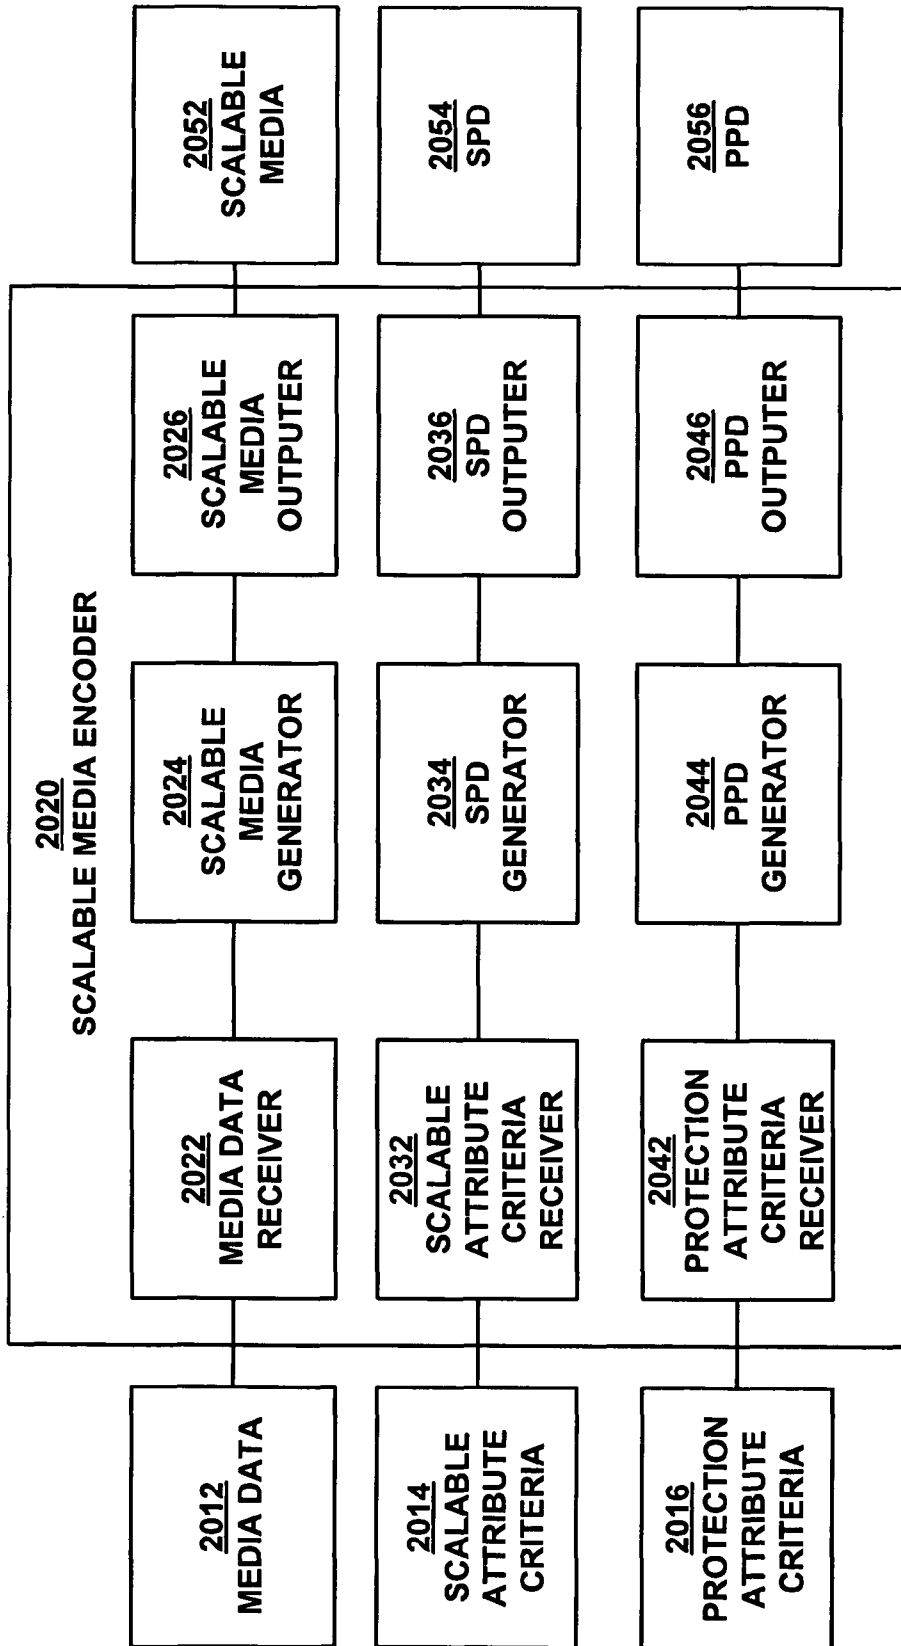 2020
SCALABLE MEDIA ENCODER
2012
MEDIA DATA
2022
MEDIA DATA
RECEIVER
2024
SCALABLE
MEDIA
GENERATOR
2026
SCALABLE
MEDIA
OUTPUTER
2052
SCALABLE
MEDIA
2014
SCALABLE
ATTRIBUTE
CRITERIA
2032
SCALABLE
ATTRIBUTE
CRITERIA
RECEIVER
2034
SPD
GENERATOR
2036
SPD
OUTPUTER
2054
SPD
2016
PROTECTION
ATTRIBUTE
CRITERIA
2042
PROTECTION
ATTRIBUTE
CRITERIA
RECEIVER
2044
PPD
GENERATOR
2046
PPD
OUTPUTER
2056
PPD